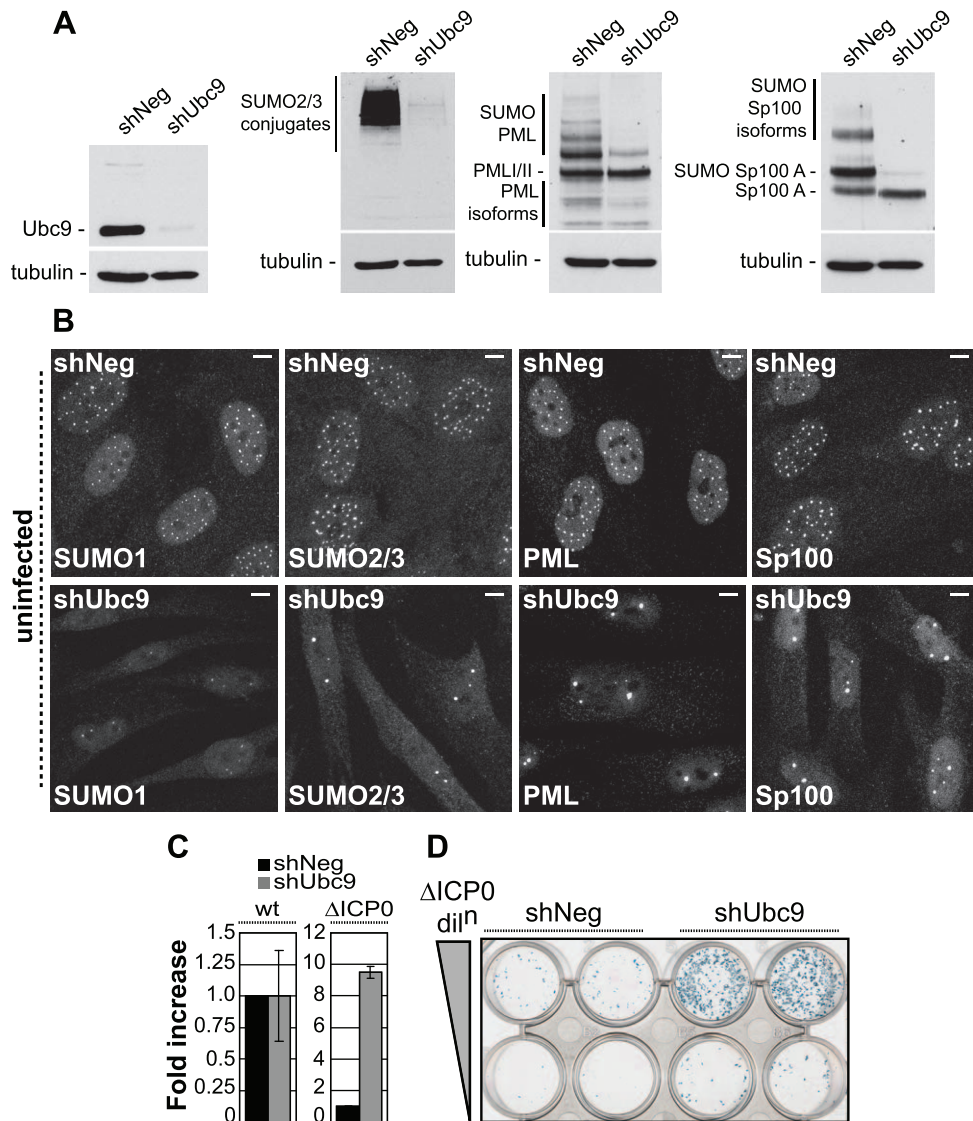 A
shNeg
shUbc9
Ubc9 -
tubulin -
shNeg
shUbc9
SUMO2/3
conjugates
tubulin -
shNeg
shUbc9
SUMO
PML
PMLI/II -
PML
isoforms
tubulin -
shNeg
shUbc9
SUMO
Sp100
isoforms
SUMO Sp100 A -
Sp100 A -
tubulin -
B
uninfected
shNeg
SUMO1
shNeg
SUMO2/3
shNeg
PML
shNeg
Sp100
shUbc9
SUMO1
shUbc9
SUMO2/3
shUbc9
PML
shUbc9
Sp100
C
shNeg
shUbc9
wt
ΔICP0
Fold increase
1.5
1.25
1.0
0.75
0.5
0.25
0
12
10
8
6
4
2
0
D
ΔICP0
dilⁿ
shNeg
shUbc9